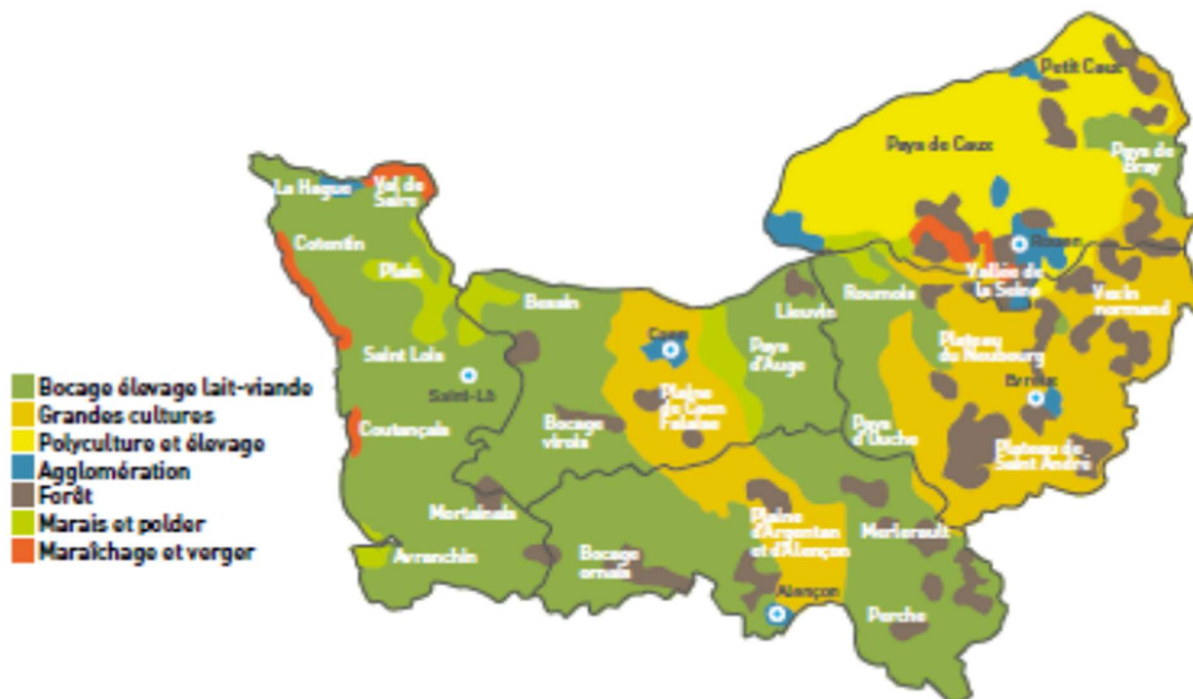 Petit Caux
Pays de Caux
Pays de
Bray
La Hague
Val de
Saire
Rouen
Cotentin
Plain
Vallée de
la Seine
Bessin
Lieuvin
Roumois
Vexin
normand
Caen
Saint Lois
Pays
d'Auge
Plateau
du Neubourg
Saint-Lô
Evreux
Plaine
de Caen
Falaise
Bocage élevage lait-viande
Grandes cultures
Polyculture et élevage
Agglomération
Forêt
Marais et polder
Maraîchage et verger
Coutançais
Bocage
virois
Pays
d'Ouche
Plateau de
Saint André
Mortainais
Plaine
d'Argentan
et d'Alençon
Merlerault
Avranchin
Bocage
ornais
Alençon
Perche